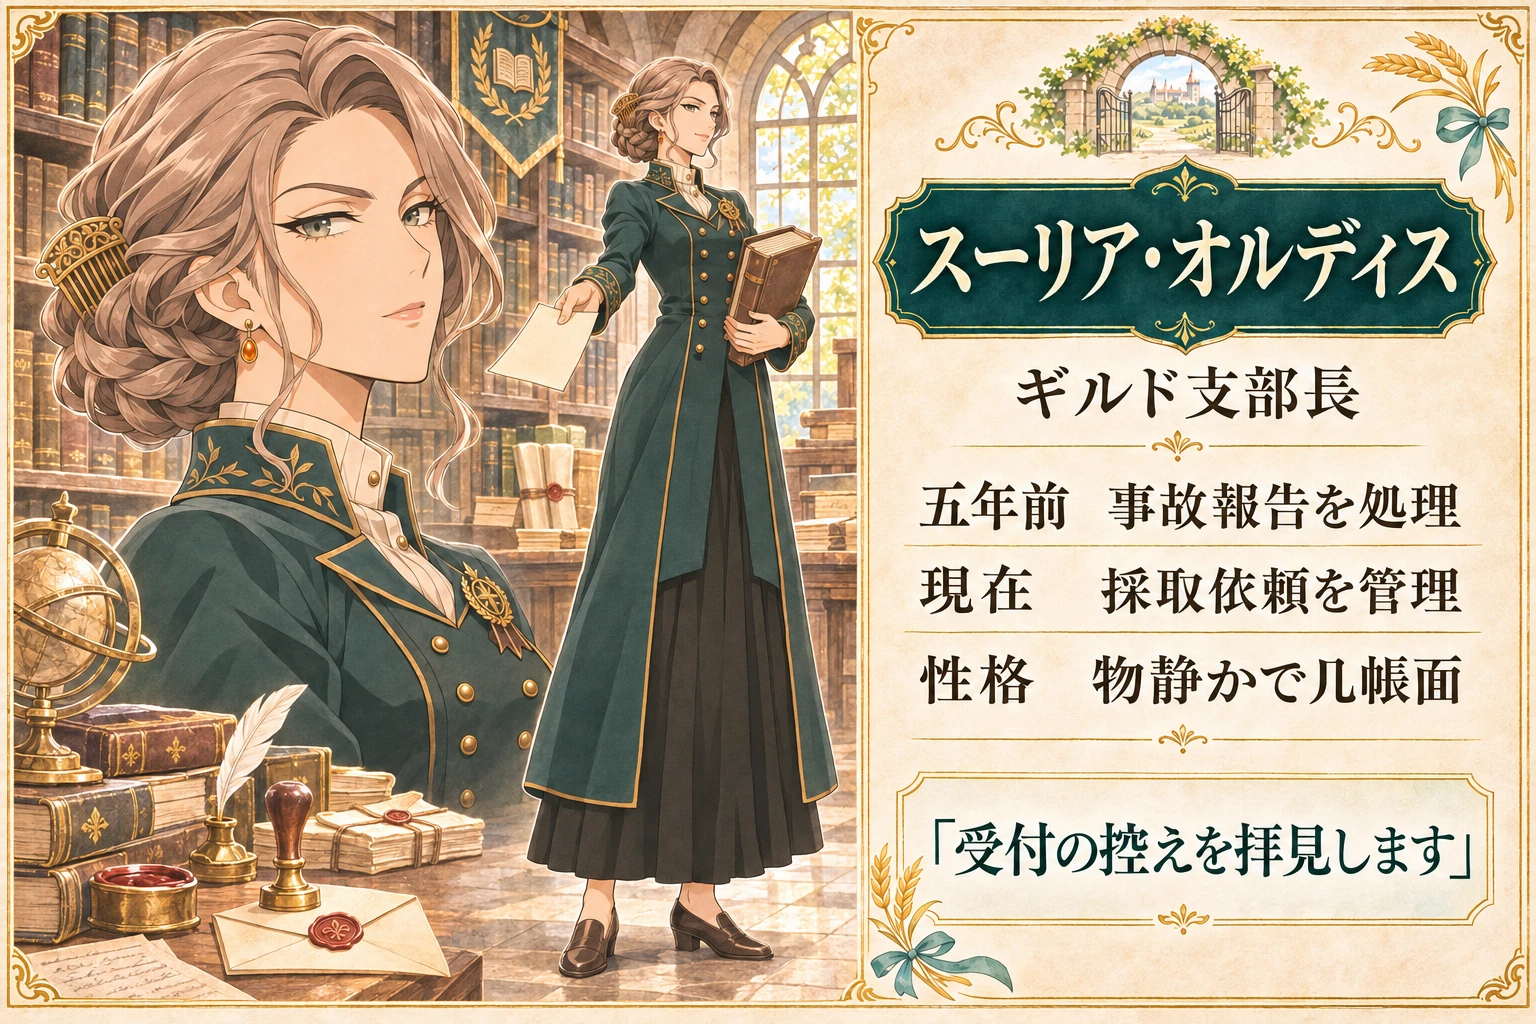 スーリア・オルディス
ギルド支部長
五年前 事故報告を処理
現在 採取依頼を管理
性格 物静かで几帳面
「受付の控えを拝見します」